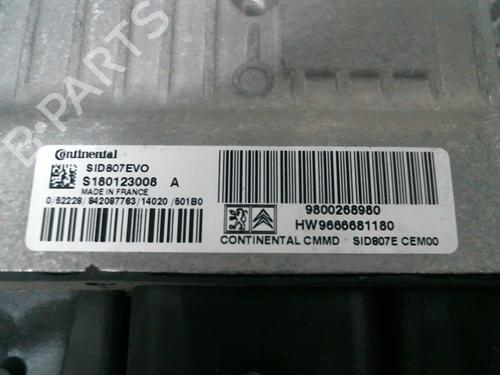 B-PARTS
Continental
SID807EVO
S180123008 A
MADE IN FRANCE
0/52228/842087763/14020/501B0
9800268980
HW9666681180
CONTINENTAL CMMD SID807E CEM00